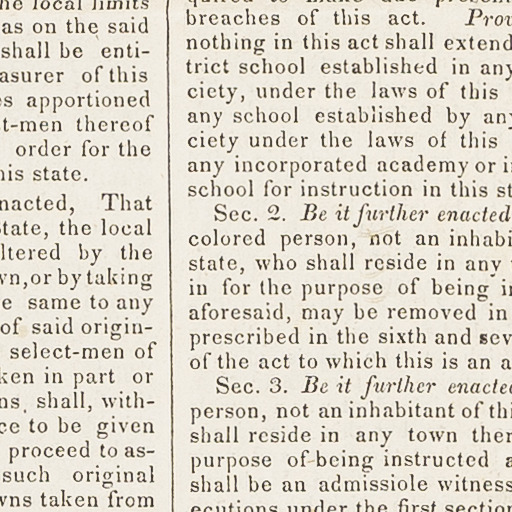 he local limits
as on the said
shall be enti-
asurer of this
es apportioned
t-men thereof
order for the
his state.
nacted, That
state, the local
ltered by the
wn, or by taking
e same to any
of said origin-
select-men of
ken in part or
ns, shall, with-
ce to be given
proceed to as-
such original
wns taken from
breaches of this act. Prov
nothing in this act shall extend
trict school established in any
ciety, under the laws of this
any school established by any
ciety under the laws of this
any incorporated academy or in
school for instruction in this st
Sec. 2. Be it further enacted
colored person, not an inhabi
state, who shall reside in any
in for the purpose of being in
aforesaid, may be removed in
prescribed in the sixth and sev
of the act to which this is an a
Sec. 3. Be it further enacted
person, not an inhabitant of thi
shall reside in any town ther
purpose of being instructed a
shall be an admissiole witness
ecutions under the first section